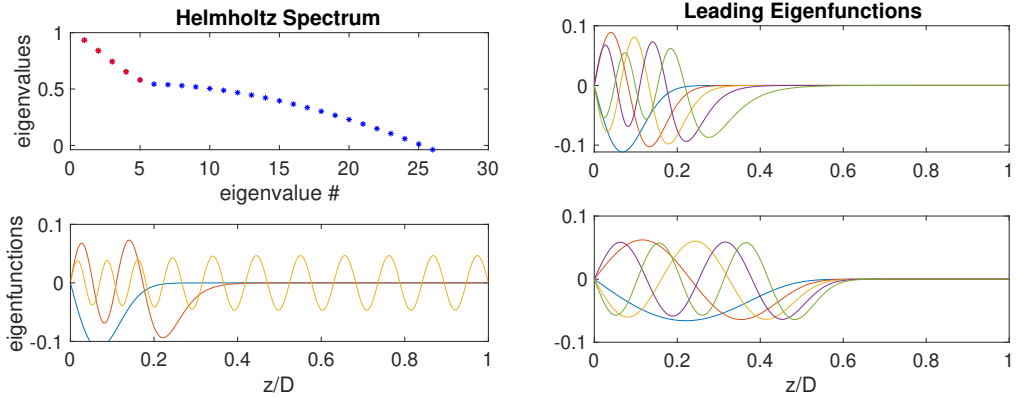 Helmholtz Spectrum
1
0.5
0
eigenvalues
0 5 10 15 20 25 30
eigenvalue #
0.1
0
-0.1
eigenfunctions
0 0.2 0.4 0.6 0.8 1
z/D
Leading Eigenfunctions
0.1
0
-0.1
0 0.2 0.4 0.6 0.8 1
0.1
0
-0.1
0 0.2 0.4 0.6 0.8 1
z/D